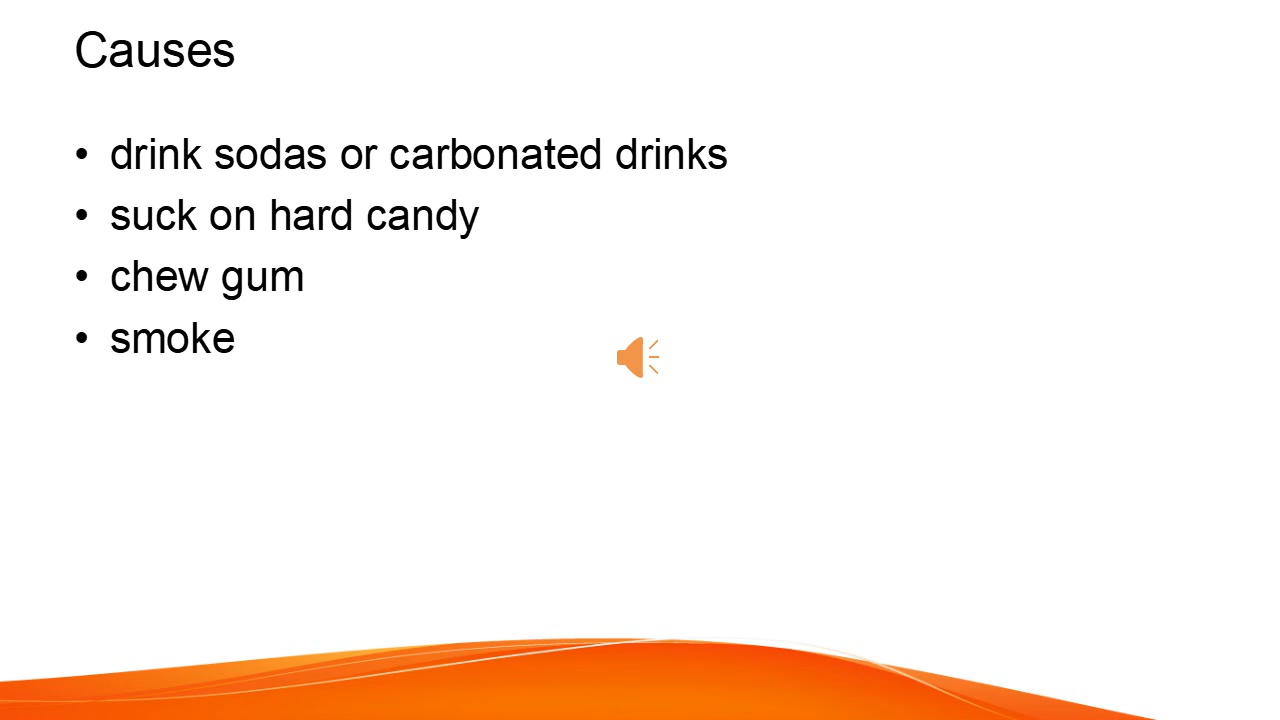 Causes
• drink sodas or carbonated drinks
• suck on hard candy
• chew gum
• smoke